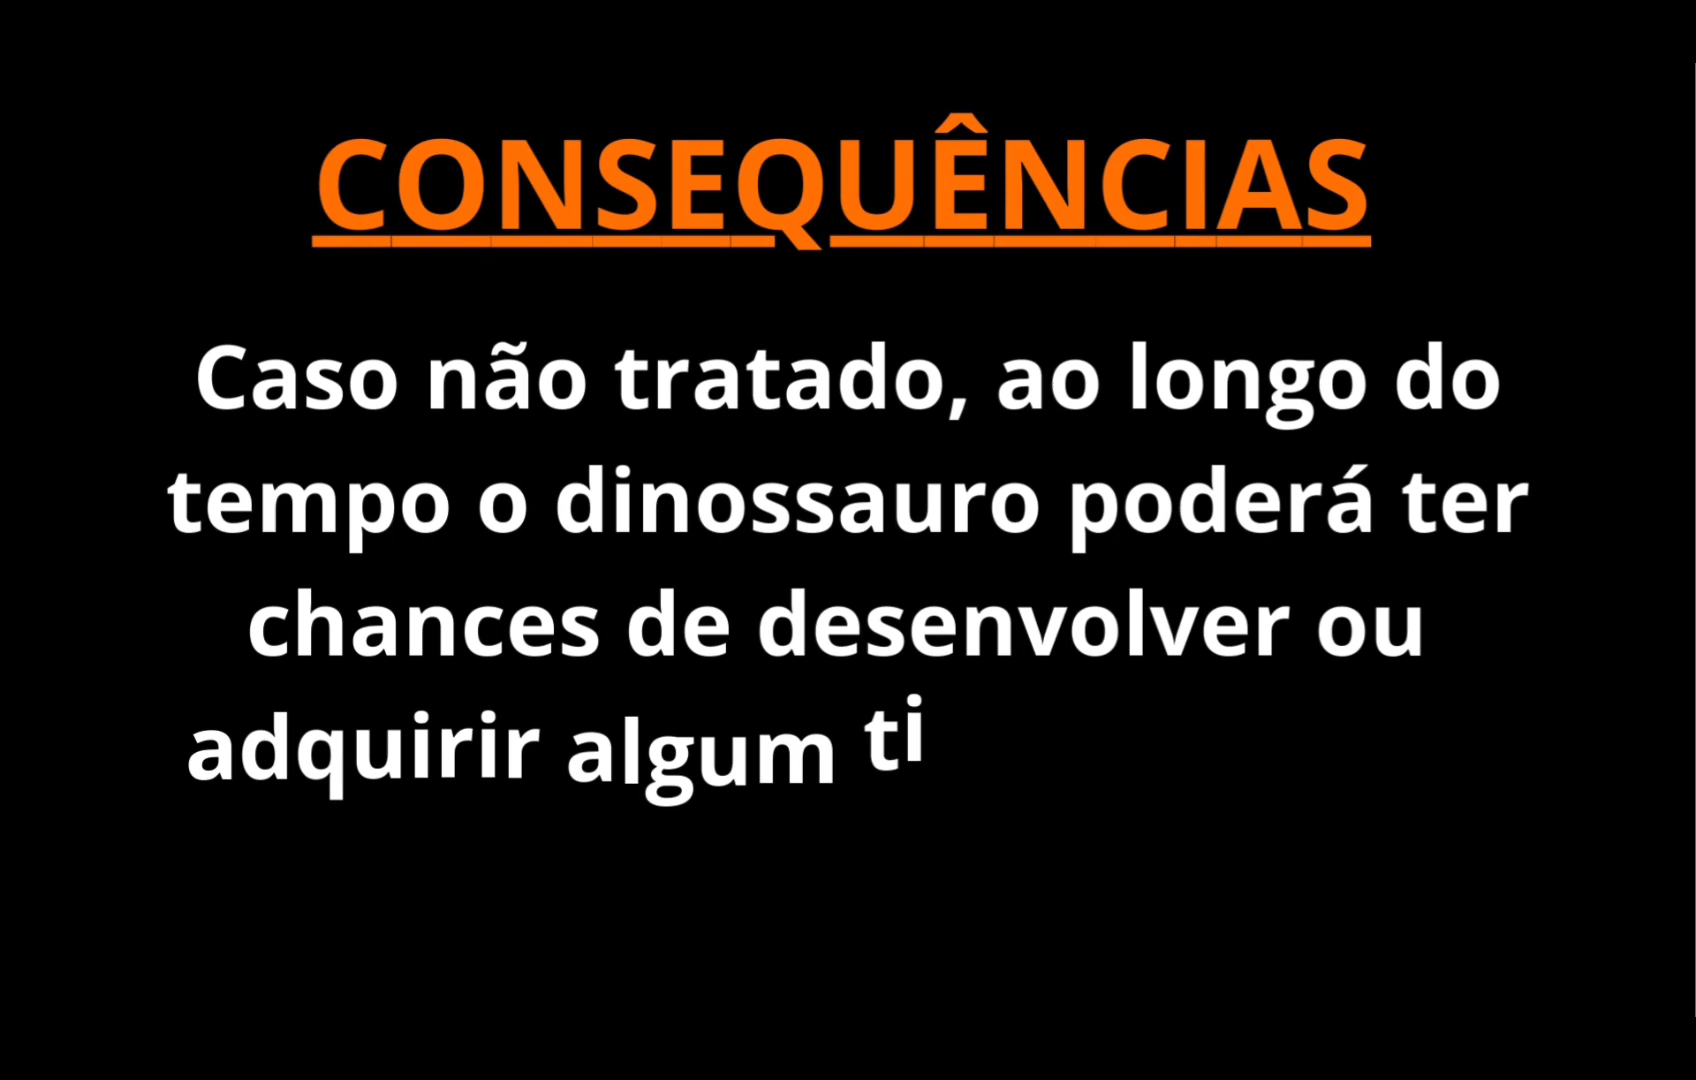 CONSEQUÊNCIAS
Caso não tratado, ao longo do
tempo o dinossauro poderá ter
chances de desenvolver ou
adquirir algum ti